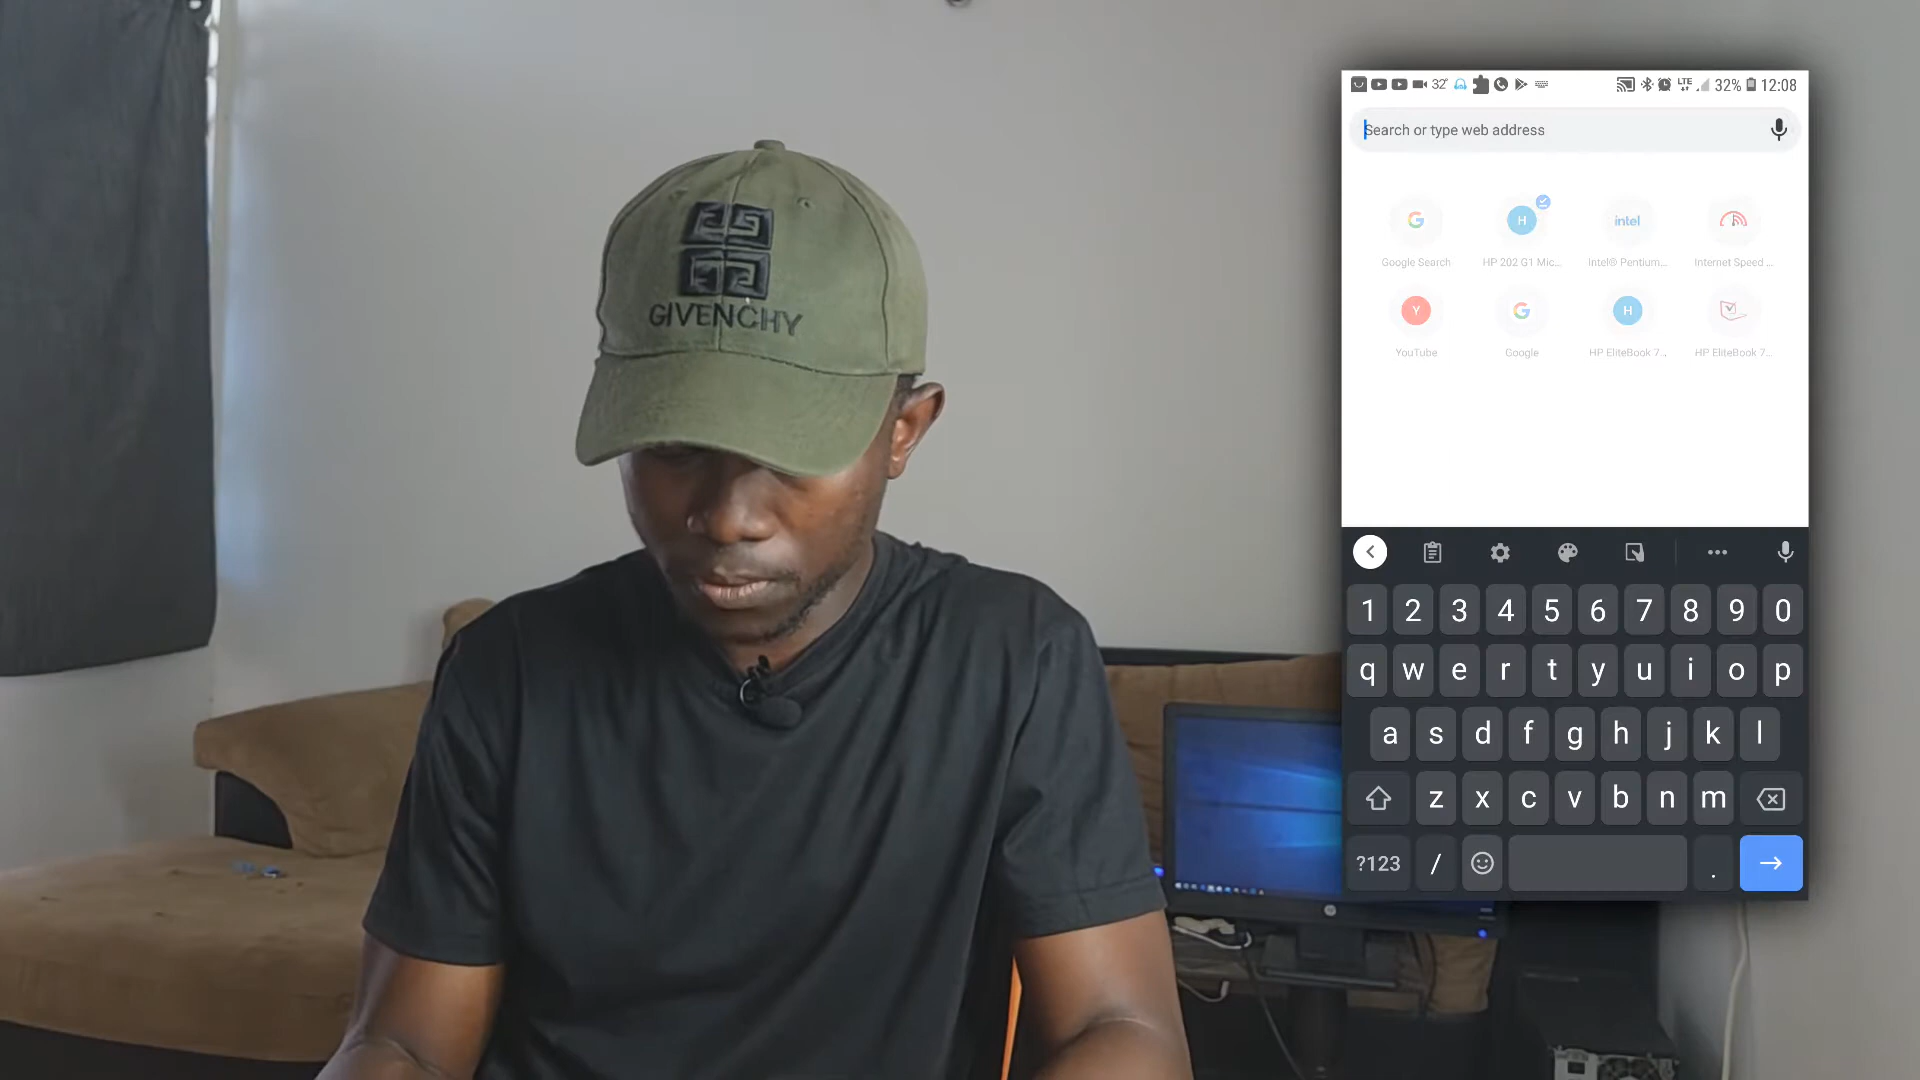 GIVENCHY
32° LTE 32% 12:08
Search or type web address
G H intel
Google Search HP 202 G1 Mic... Intel® Pentium... Internet Speed ...
Y G H
YouTube Google HP EliteBook 7... HP EliteBook 7...
1 2 3 4 5 6 7 8 9 0
q w e r t y u i o p
a s d f g h j k l
z x c v b n m
?123 / .